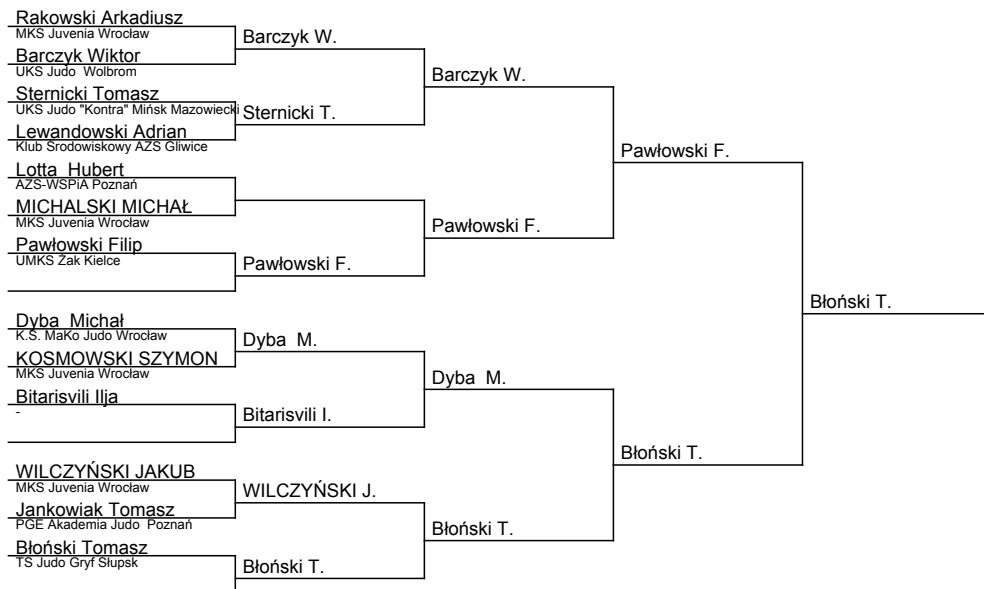 Rakowski Arkadiusz
MKS Juvenia Wrocław
Barczyk W.
Barczyk Wiktor
UKS Judo Wolbrom
Barczyk W.
Sternicki Tomasz
UKS Judo "Kontra" Mińsk Mazowiecki
Sternicki T.
Lewandowski Adrian
Klub Środowiskowy AZS Gliwice
Pawłowski F.
Lotta Hubert
AZS-WSPiA Poznań
MICHALSKI MICHAŁ
MKS Juvenia Wrocław
Pawłowski F.
Pawłowski Filip
UMKS Żak Kielce
Pawłowski F.
Błoński T.
Dyba Michał
K.S. MaKo Judo Wrocław
Dyba M.
KOSMOWSKI SZYMON
MKS Juvenia Wrocław
Dyba M.
Bitarisvili Ilja
-
Bitarisvili I.
Błoński T.
WILCZYŃSKI JAKUB
MKS Juvenia Wrocław
WILCZYŃSKI J.
Jankowiak Tomasz
PGE Akademia Judo Poznań
Błoński T.
Błoński Tomasz
TS Judo Gryf Słupsk
Błoński T.